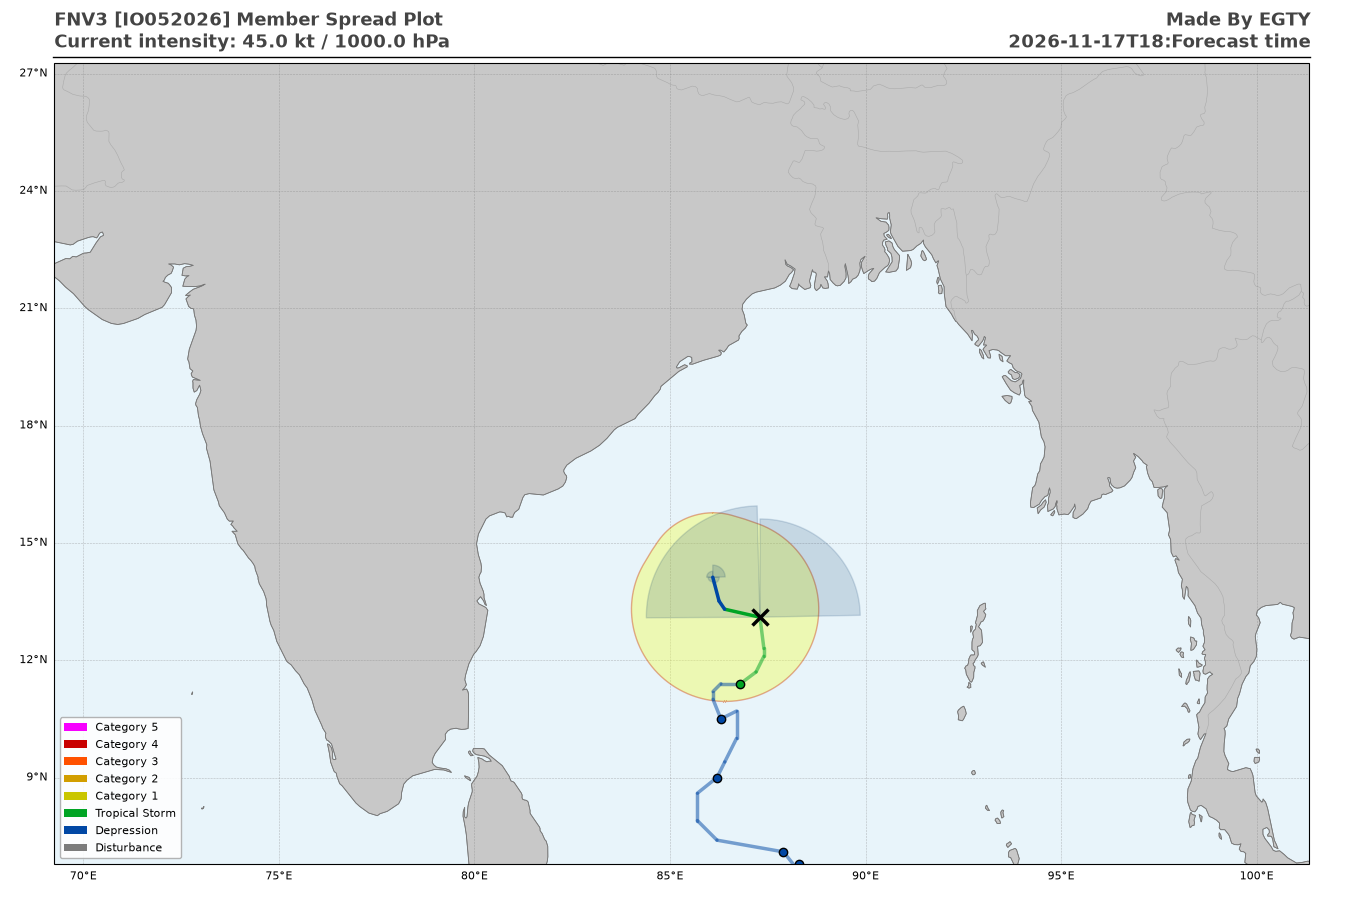 FNV3 [IO052026] Member Spread Plot
Made By EGTY
Current intensity: 45.0 kt / 1000.0 hPa
2026-11-17T18:Forecast time
27°N
24°N
21°N
18°N
15°N
12°N
9°N
Category 5
Category 4
Category 3
Category 2
Category 1
Tropical Storm
Depression
Disturbance
70°E
75°E
80°E
85°E
90°E
95°E
100°E